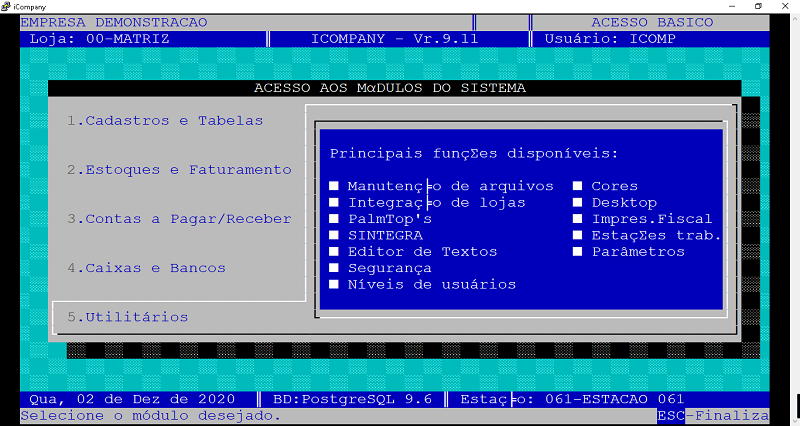 iCompany
EMPRESA DEMONSTRACAO ACESSO BASICO
Loja: 00-MATRIZ ICOMPANY - Vr.9.11 Usuário: ICOMP
ACESSO AOS MαDULOS DO SISTEMA
1.Cadastros e Tabelas
2.Estoques e Faturamento
3.Contas a Pagar/Receber
4.Caixas e Bancos
5.Utilitários
Principais funçΣes disponíveis:
Manutenç╞o de arquivos
Integraç╞o de lojas
PalmTop's
SINTEGRA
Editor de Textos
Segurança
Níveis de usuários
Cores
Desktop
Impres.Fiscal
EstaçΣes trab.
Parâmetros
Qua, 02 de Dez de 2020 BD:PostgreSQL 9.6 Estaç╞o: 061-ESTACAO 061
Selecione o módulo desejado. ESC-Finaliza